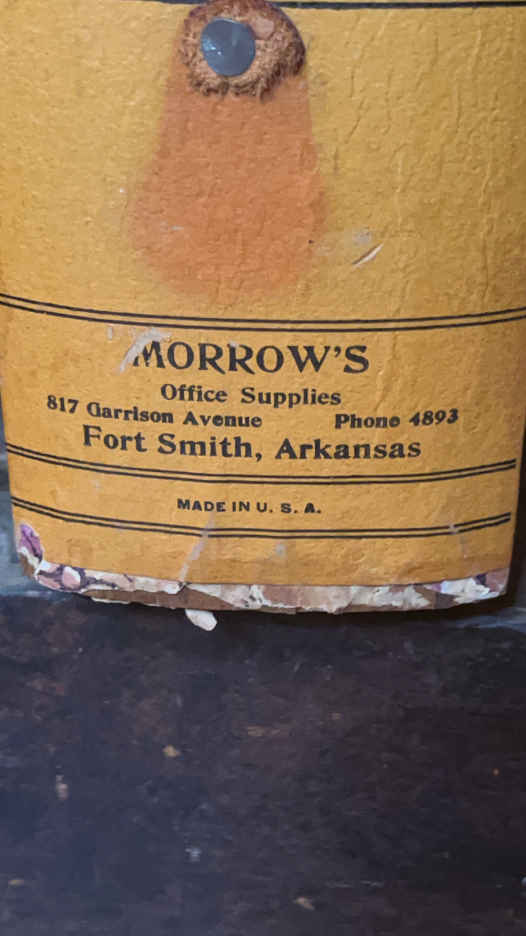 MORROW'S
Office Supplies
817 Garrison Avenue Phone 4893
Fort Smith, Arkansas
MADE IN U. S. A.